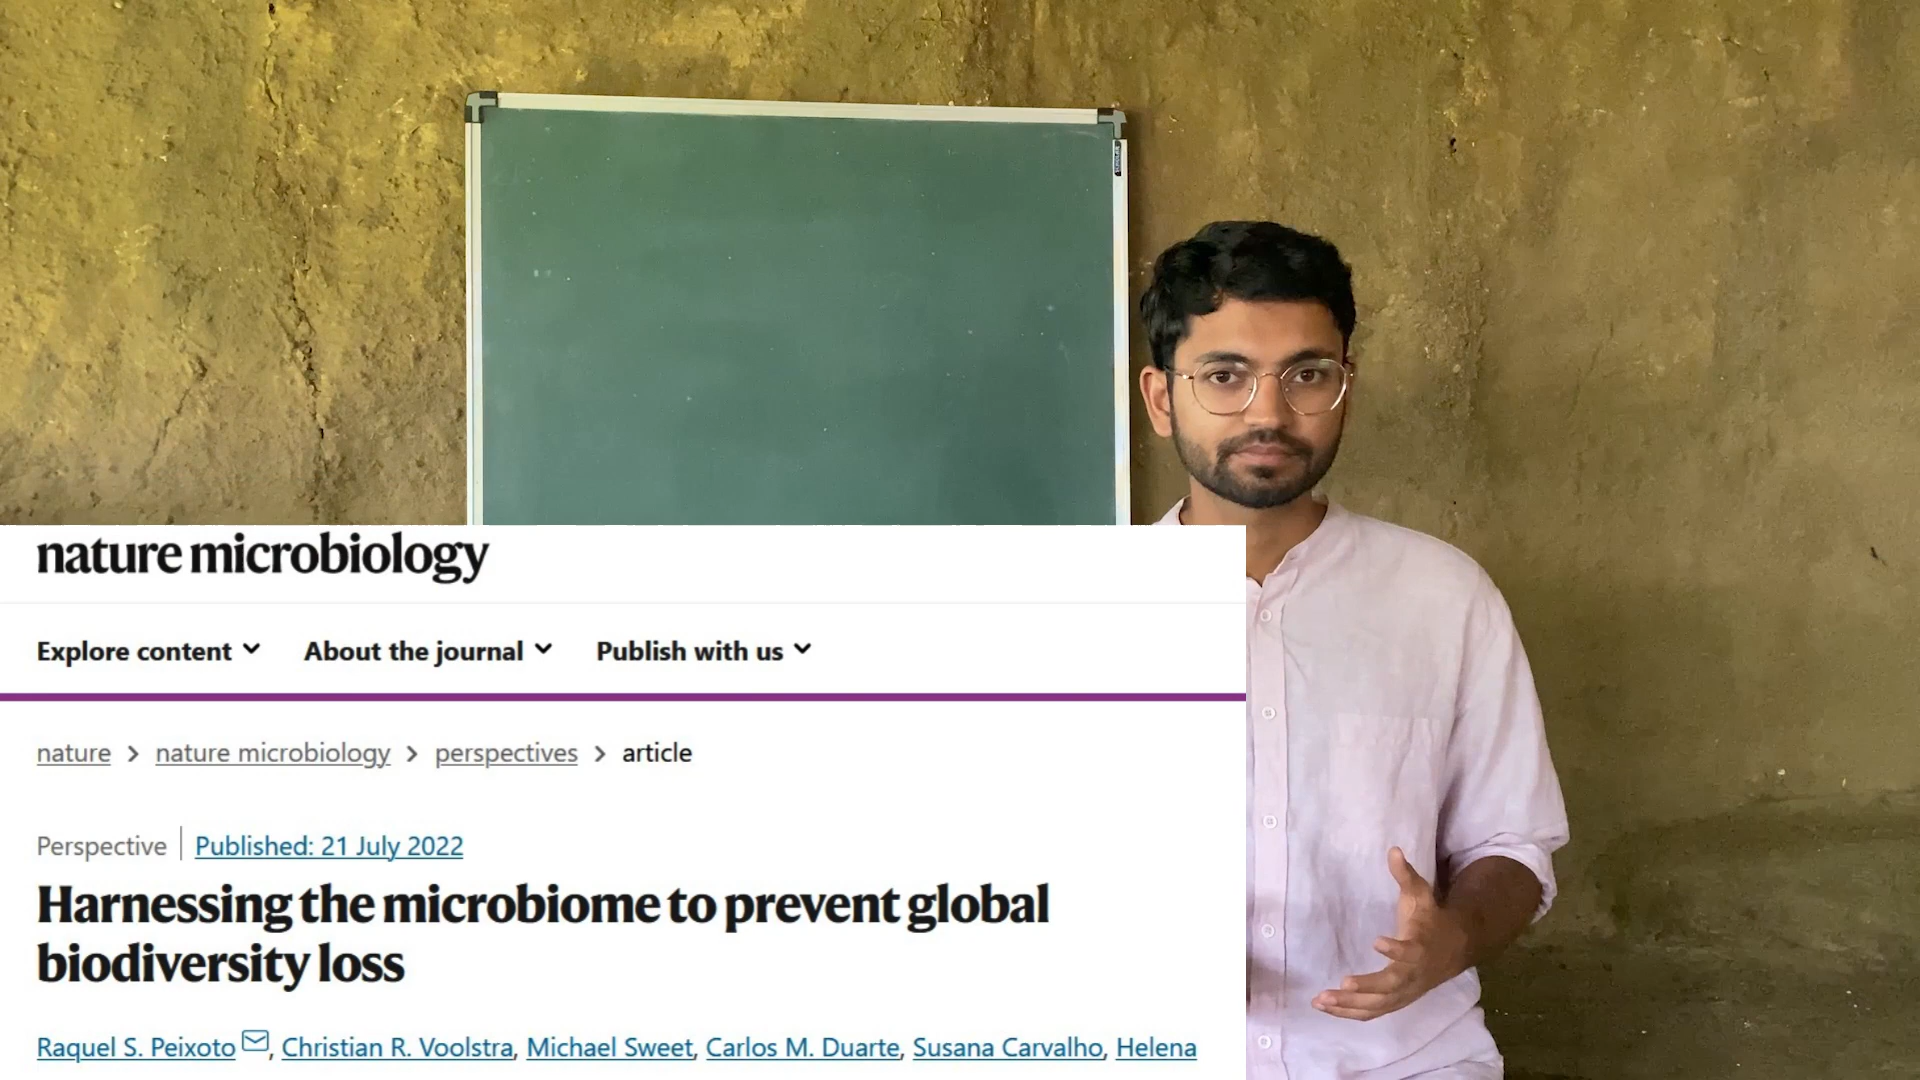 nature microbiology
Explore content About the journal Publish with us
nature > nature microbiology > perspectives > article
Perspective | Published: 21 July 2022
Harnessing the microbiome to prevent global
biodiversity loss
Raquel S. Peixoto, Christian R. Voolstra, Michael Sweet, Carlos M. Duarte, Susana Carvalho, Helena